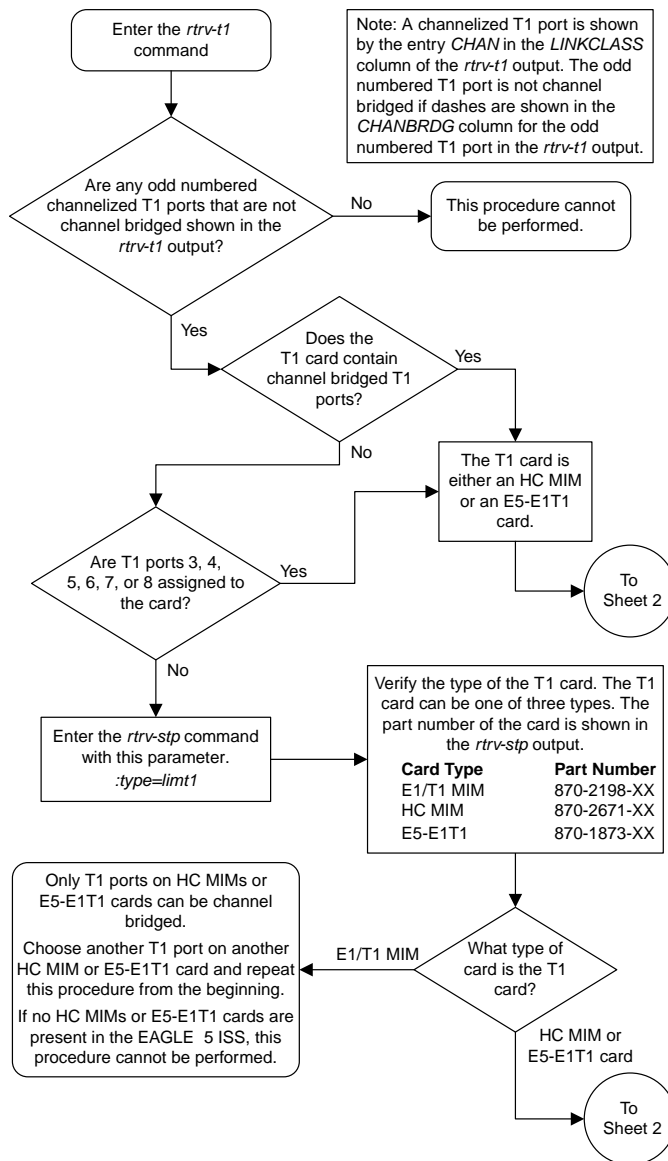 Enter the rtrv-t1
command
Note: A channelized T1 port is shown
by the entry CHAN in the LINKCLASS
column of the rtrv-t1 output. The odd
numbered T1 port is not channel
bridged if dashes are shown in the
CHANBRDG column for the odd
numbered T1 port in the rtrv-t1 output.
Are any odd numbered
channelized T1 ports that are not
channel bridged shown in the
rtrv-t1 output?
No
This procedure cannot
be performed.
Yes
Does the
T1 card contain
channel bridged T1
ports?
Yes
No
The T1 card is
either an HC MIM
or an E5-E1T1
card.
Are T1 ports 3, 4,
5, 6, 7, or 8 assigned to
the card?
Yes
To
Sheet 2
No
Enter the rtrv-stp command
with this parameter.
:type=limt1
Verify the type of the T1 card. The T1
card can be one of three types. The
part number of the card is shown
in the rtrv-stp output.
Card Type Part Number
E1/T1 MIM 870-2198-XX
HC MIM 870-2671-XX
E5-E1T1 870-1873-XX
Only T1 ports on HC MIMs or
E5-E1T1 cards can be channel
bridged.
Choose another T1 port on another
HC MIM or E5-E1T1 card and repeat
this procedure from the beginning.
If no HC MIMs or E5-E1T1 cards are
present in the EAGLE 5 ISS, this
procedure cannot be performed.
E1/T1 MIM
What type of
card is the T1
card?
HC MIM or
E5-E1T1 card
To
Sheet 2